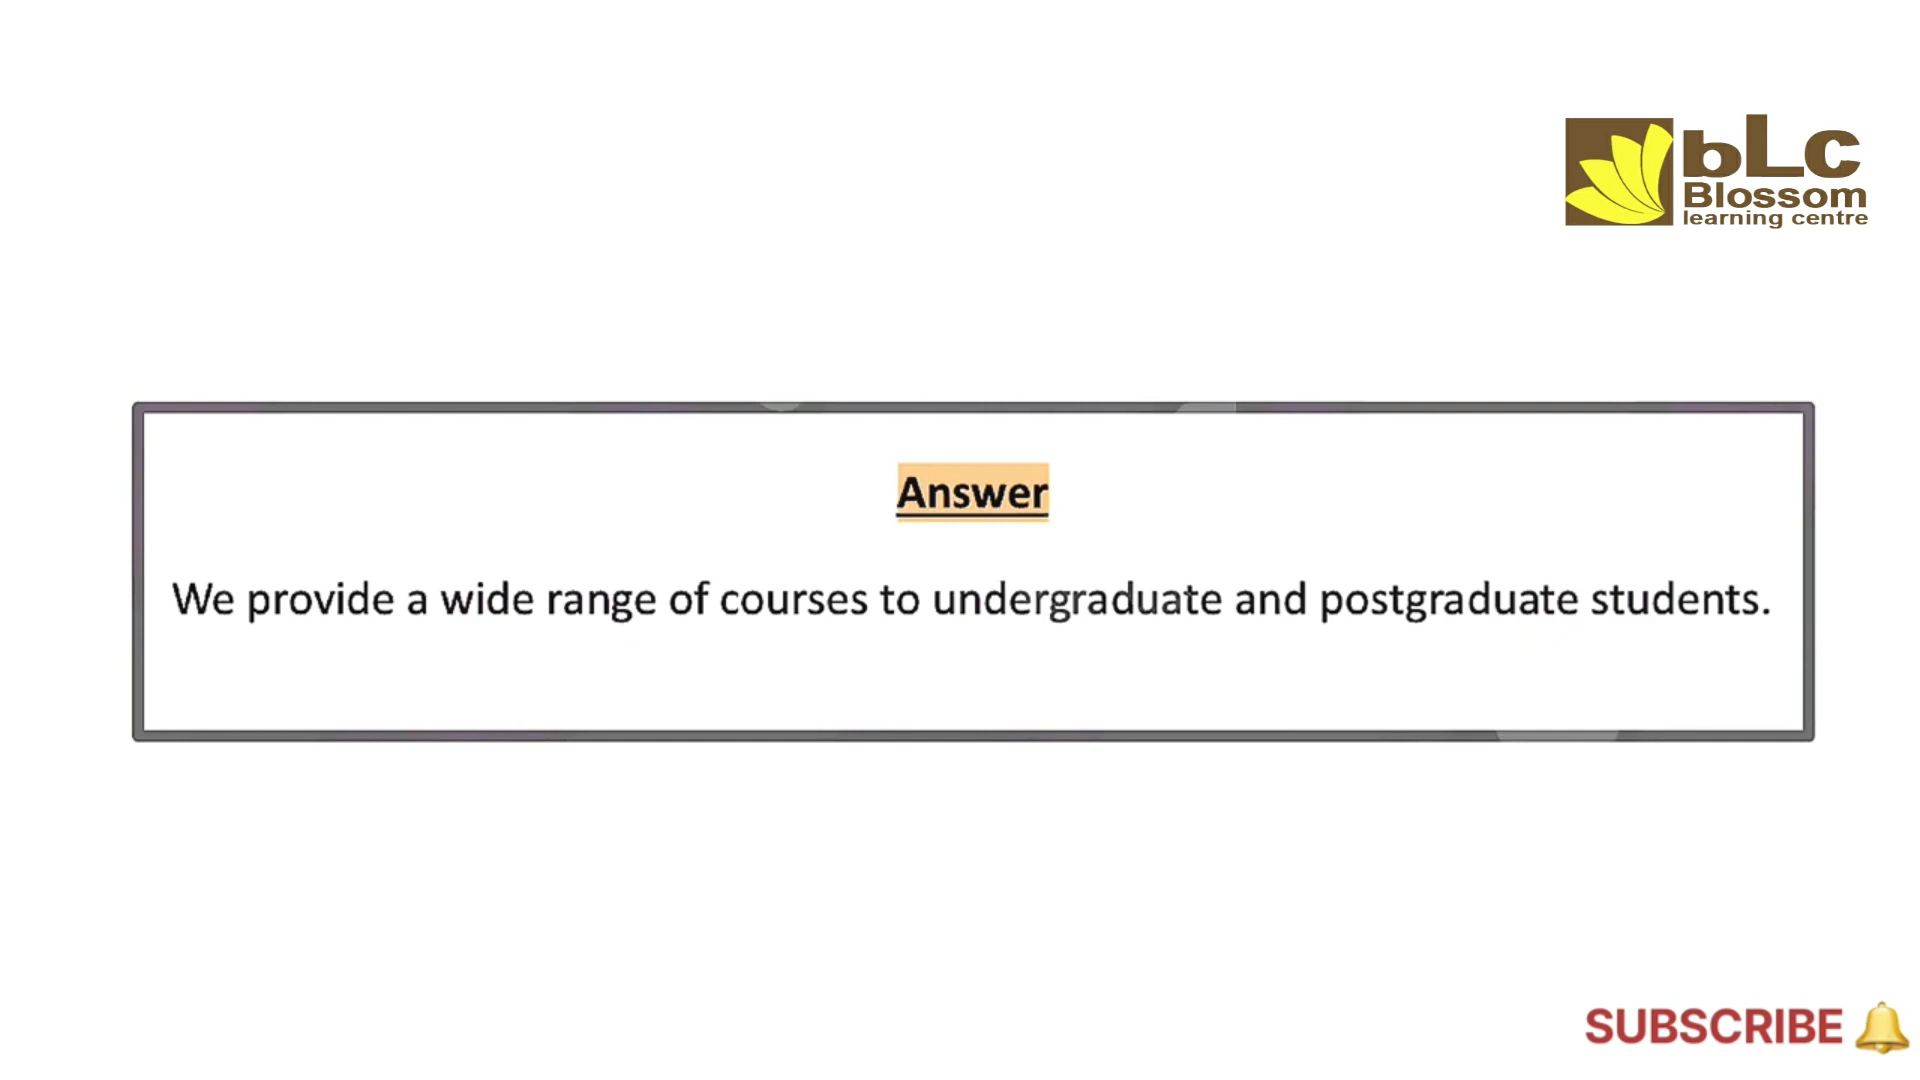 bLc
Blossom
learning centre
Answer
We provide a wide range of courses to undergraduate and postgraduate students.
SUBSCRIBE